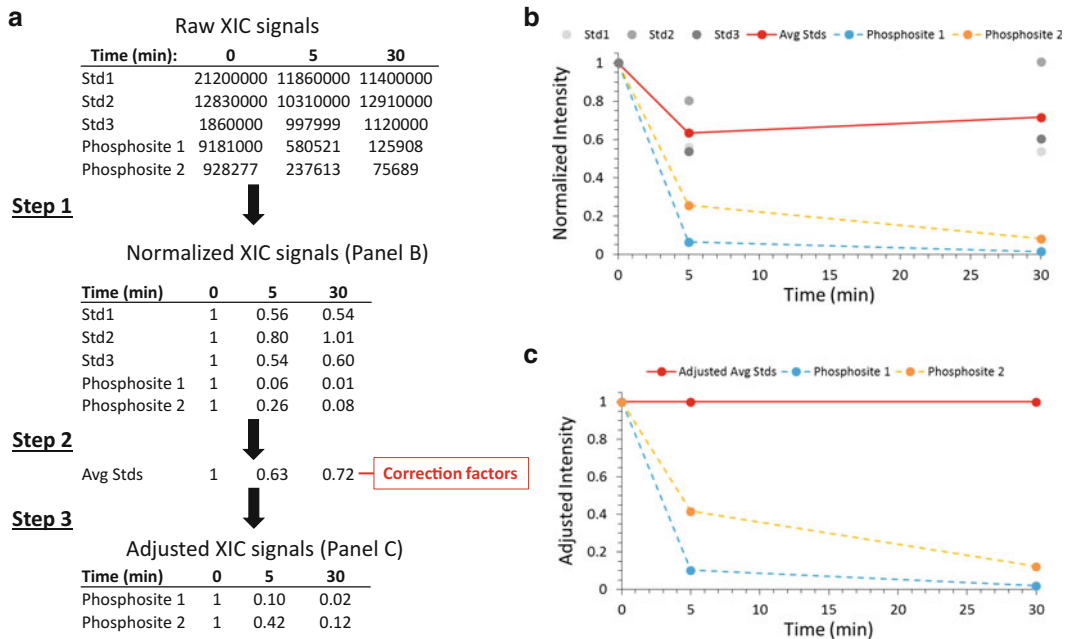 a
Raw XIC signals
Time (min): 0 5 30
Std1 21200000 11860000 11400000
Std2 12830000 10310000 12910000
Std3 1860000 997999 1120000
Phosphosite 1 9181000 580521 125908
Phosphosite 2 928277 237613 75689
Step 1
Normalized XIC signals (Panel B)
Time (min) 0 5 30
Std1 1 0.56 0.54
Std2 1 0.80 1.01
Std3 1 0.54 0.60
Phosphosite 1 1 0.06 0.01
Phosphosite 2 1 0.26 0.08
Step 2
Avg Stds 1 0.63 0.72 Correction factors
Step 3
Adjusted XIC signals (Panel C)
Time (min) 0 5 30
Phosphosite 1 1 0.10 0.02
Phosphosite 2 1 0.42 0.12
b
Std1 Std2 Std3 Avg Stds Phosphosite 1 Phosphosite 2
Normalized Intensity
1
0.8
0.6
0.4
0.2
0
0 5 10 15 20 25 30
Time (min)
c
Adjusted Avg Stds Phosphosite 1 Phosphosite 2
Adjusted Intensity
1
0.8
0.6
0.4
0.2
0
0 5 10 15 20 25 30
Time (min)